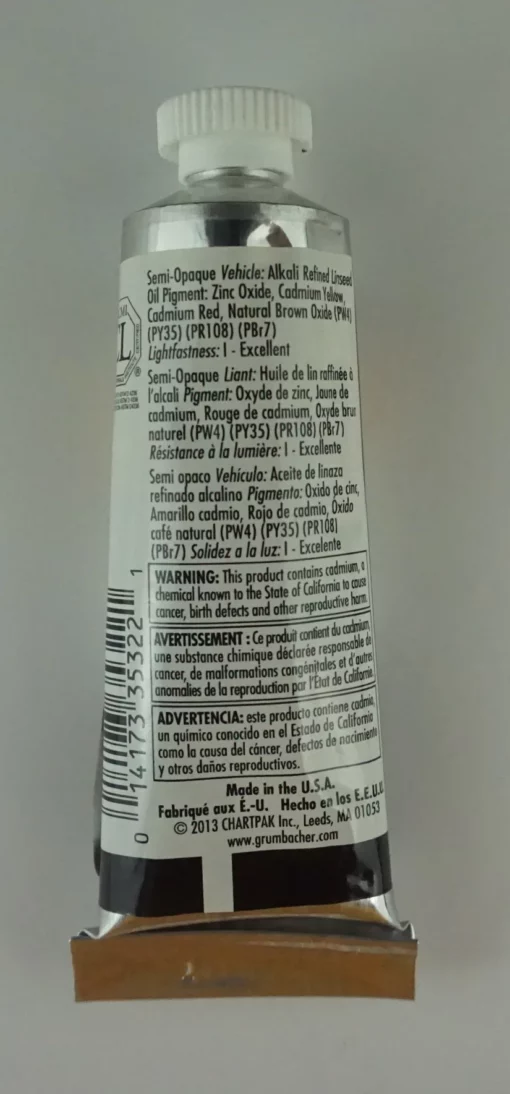 Semi-Opaque Vehicle: Alkali Refined Linseed
Oil Pigment: Zinc Oxide, Cadmium Yellow,
Cadmium Red, Natural Brown Oxide (PW4)
(PY35) (PR108) (PBr7)
Lightfastness: I - Excellent
Semi-Opaque Liant: Huile de lin raffinée à
l'alcali Pigment: Oxyde de zinc, Jaune de
cadmium, Rouge de cadmium, Oxyde brun
naturel (PW4) (PY35) (PR108) (PBr7)
Résistance à la lumière: I - Excellente
Semi opaco Vehículo: Aceite de linaza
refinado alcalino Pigmento: Oxido de cinc,
Amarillo cadmio, Rojo de cadmio, Oxido
café natural (PW4) (PY35) (PR108)
(PBr7) Solidez a la luz: I - Excelente
WARNING: This product contains cadmium, a
chemical known to the State of California to cause
cancer, birth defects and other reproductive harm.
AVERTISSEMENT : Ce produit contient du cadmium,
une substance chimique déclarée responsable de
cancer, de malformations congénitales et d'autres
anomalies de la reproduction par l'État de Californie.
ADVERTENCIA: este producto contiene cadmio,
un químico conocido en el Estado de California
como la causa del cáncer, defectos de nacimiento
y otros daños reproductivos.
Made in the U.S.A.
Fabriqué aux É.-U. Hecho en los E.E.U.U.
© 2013 CHARTPAK Inc., Leeds, MA 01053
www.grumbacher.com
0 14173 35322 1